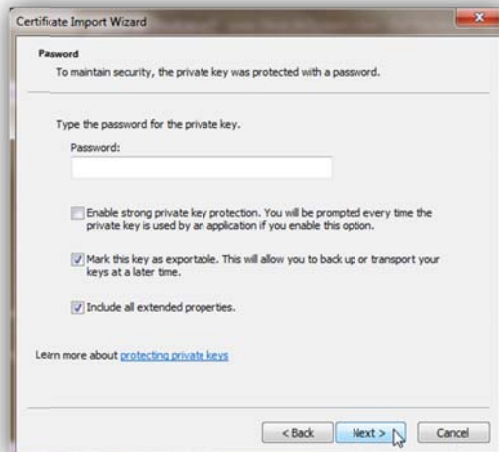 Certificate Import Wizard
Pasword
To maintain security, the private key was protected with a password.
Type the password for the private key.
Password:
Enable strong private key protection. You will be prompted every time the
private key is used by an application if you enable this option.
Mark this key as exportable. This will allow you to back up or transport your
keys at a later time.
Include all extended properties.
Learn more about protecting private keys
< Back
Next >
Cancel